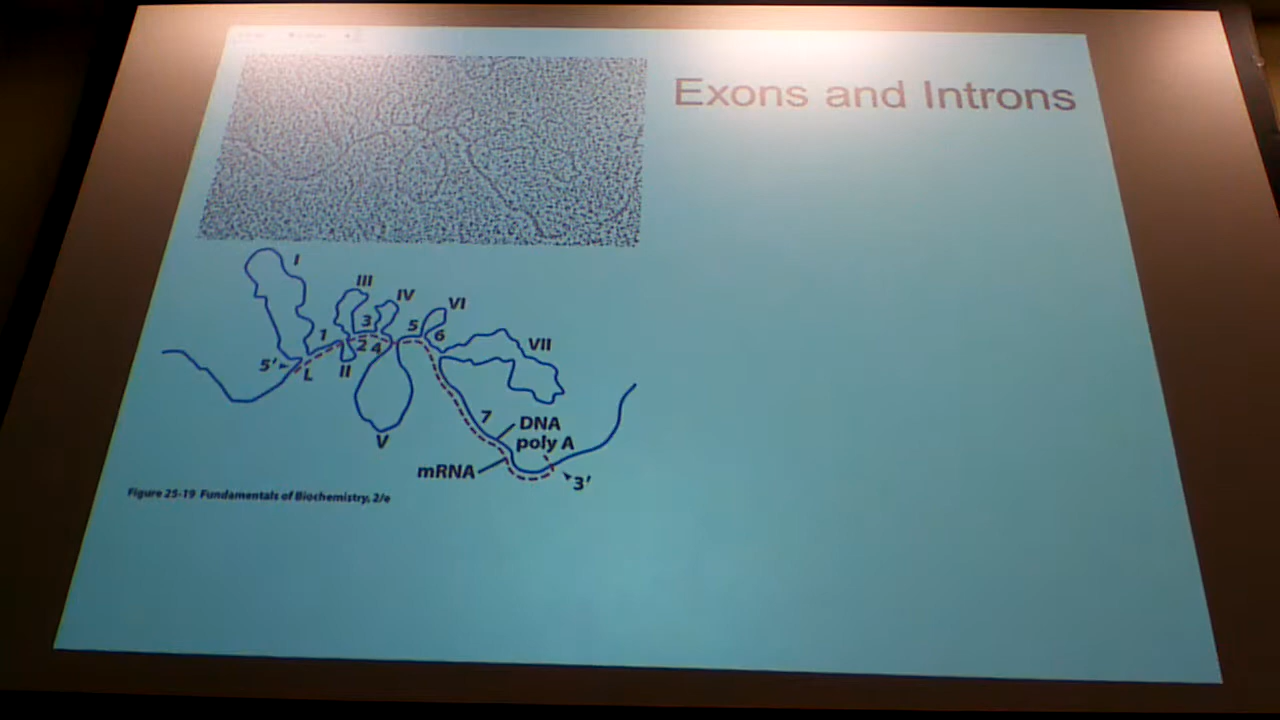 Exons and Introns
I
III
IV
VI
1
3
5
6
VII
2
4
5'
L
II
7
DNA
V
poly A
mRNA
3'
Figure 25-19 Fundamentals of Biochemistry, 2/e